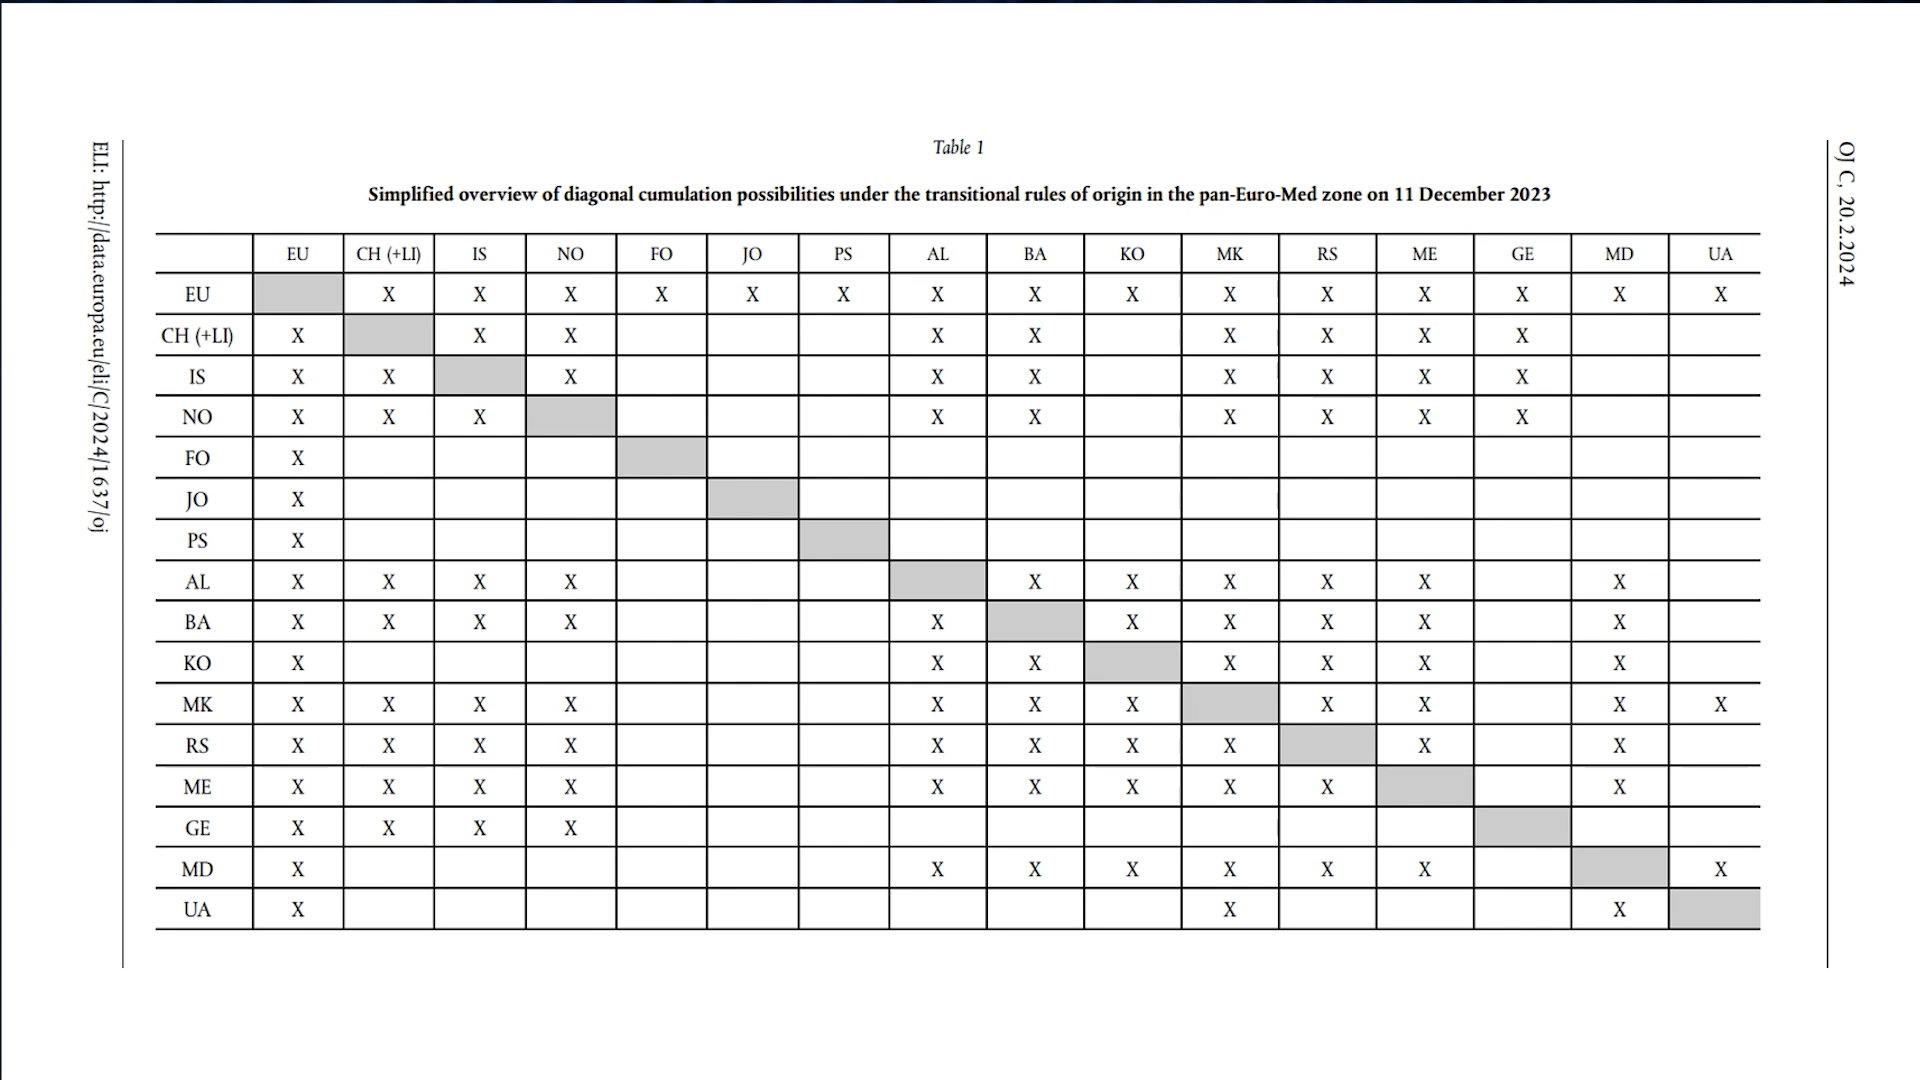 Table 1
Simplified overview of diagonal cumulation possibilities under the transitional rules of origin in the pan-Euro-Med zone on 11 December 2023
EU CH (+LI) IS NO FO JO PS AL BA KO MK RS ME GE MD UA
EU X X X X X X X X X X X X X X X
CH (+LI) X X X X X X X X X
IS X X X X X X X X X
NO X X X X X X X X X
FO X
JO X
PS X
AL X X X X X X X X X X
BA X X X X X X X X X X
KO X X X X X X X
MK X X X X X X X X X X X
RS X X X X X X X X X X
ME X X X X X X X X X X
GE X X X X
MD X X X X X X X X
UA X X X
ELI: http://data.europa.eu/eli/C/2024/1637/oj
OJ C, 20.2.2024